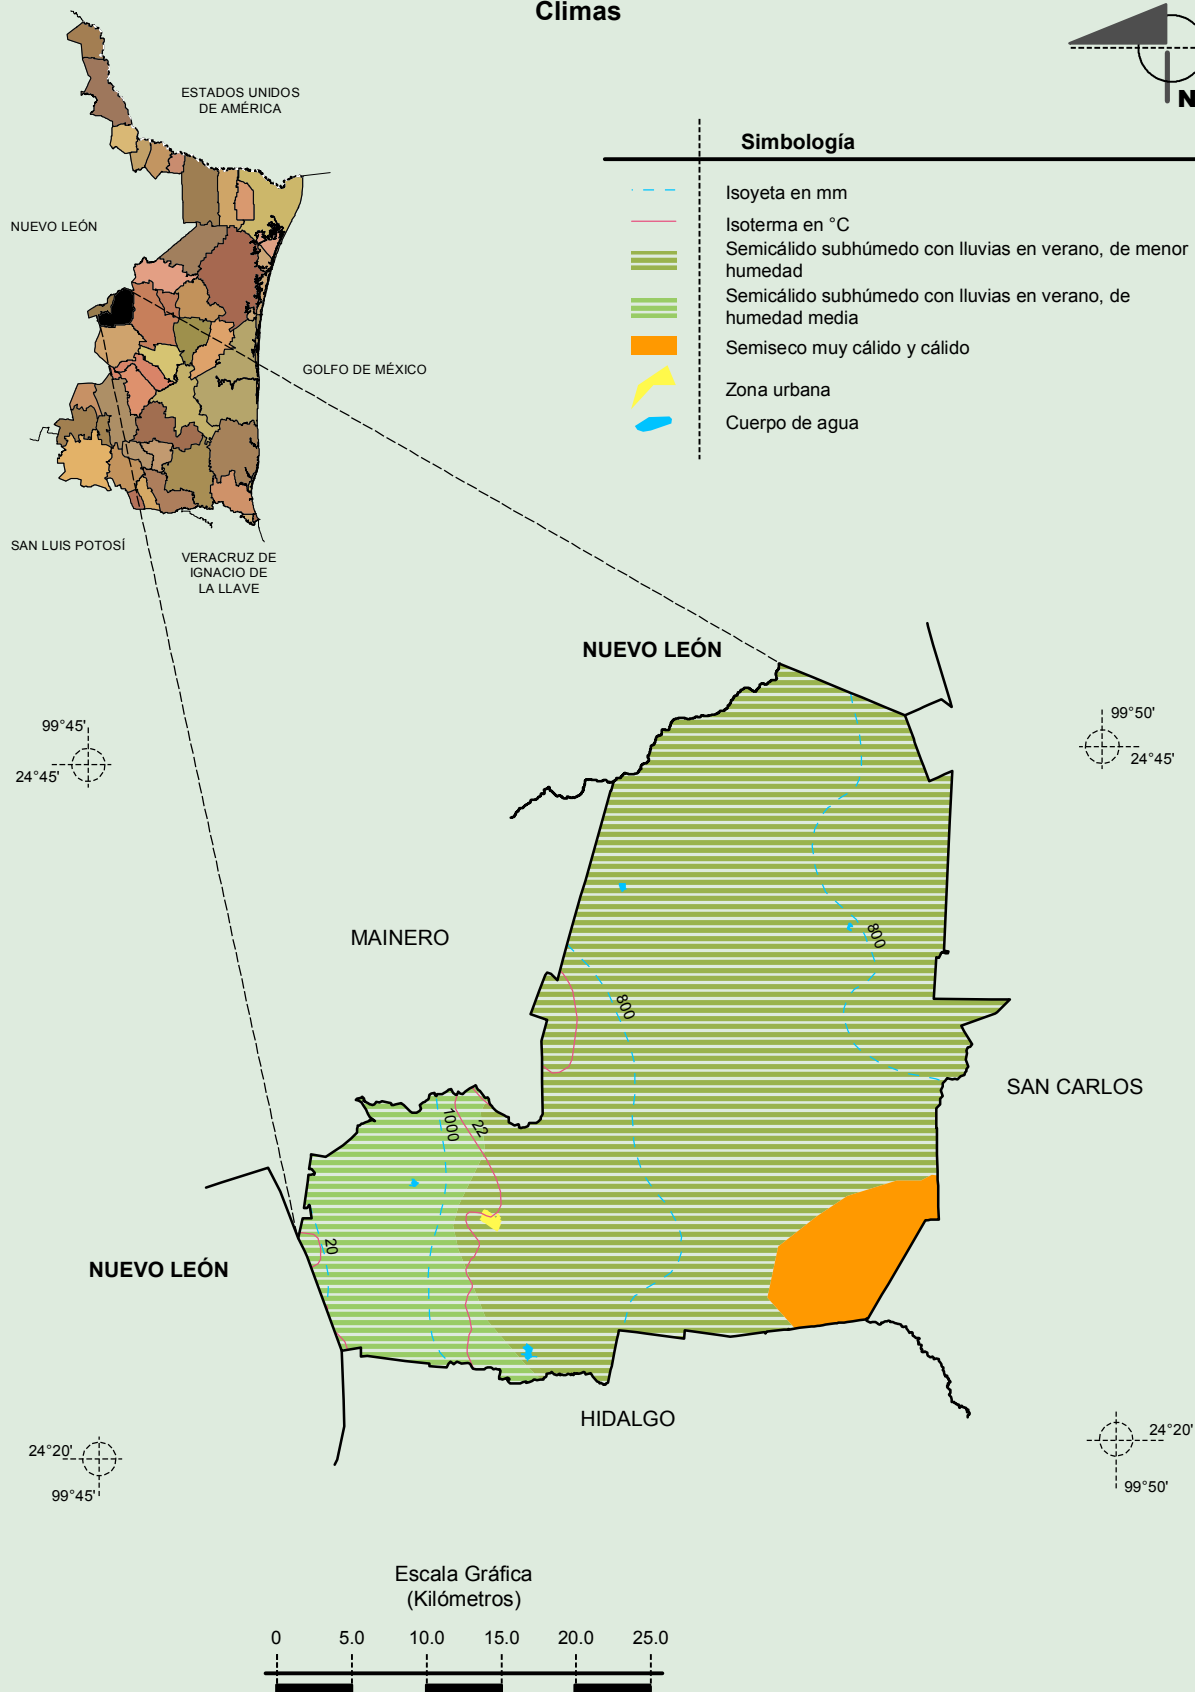 Climas
N
ESTADOS UNIDOS
DE AMÉRICA
NUEVO LEÓN
GOLFO DE MÉXICO
SAN LUIS POTOSÍ
VERACRUZ DE
IGNACIO DE
LA LLAVE
Simbología
Isoyeta en mm
Isoterma en °C
Semicálido subhúmedo con lluvias en verano, de menor
humedad
Semicálido subhúmedo con lluvias en verano, de
humedad media
Semiseco muy cálido y cálido
Zona urbana
Cuerpo de agua
NUEVO LEÓN
99°45'
24°45'
99°50'
24°45'
MAINERO
800
800
SAN CARLOS
1000
22
20
NUEVO LEÓN
HIDALGO
24°20'
99°45'
24°20'
99°50'
Escala Gráfica
(Kilómetros)
0 5.0 10.0 15.0 20.0 25.0